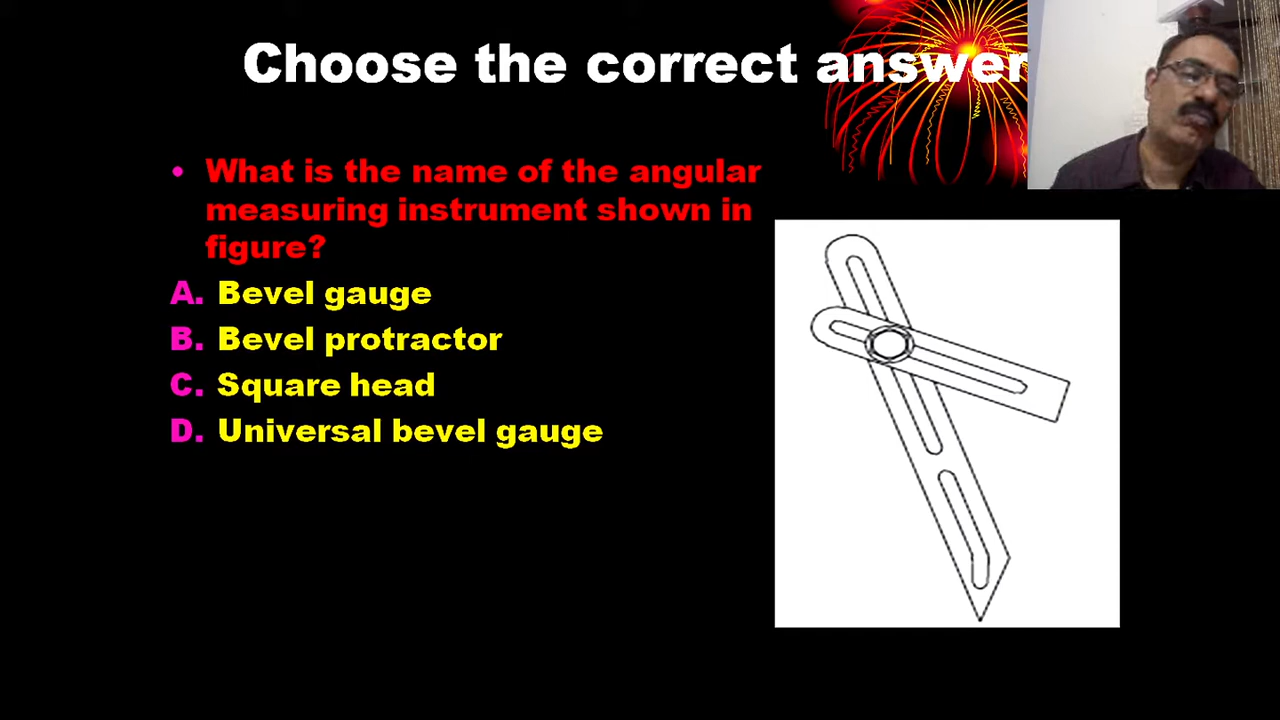 Choose the correct answer
• What is the name of the angular
measuring instrument shown in
figure?
A. Bevel gauge
B. Bevel protractor
C. Square head
D. Universal bevel gauge